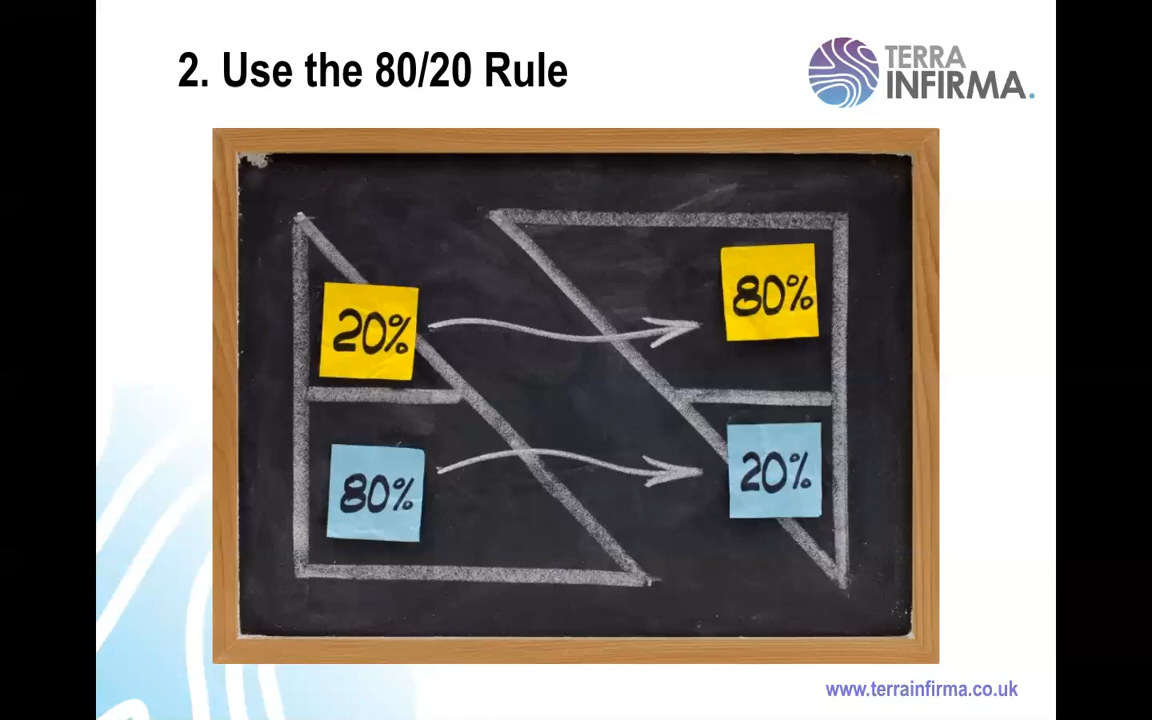 2. Use the 80/20 Rule
TERRA
INFIRMA.
20%
80%
80%
20%
www.terrainfirma.co.uk